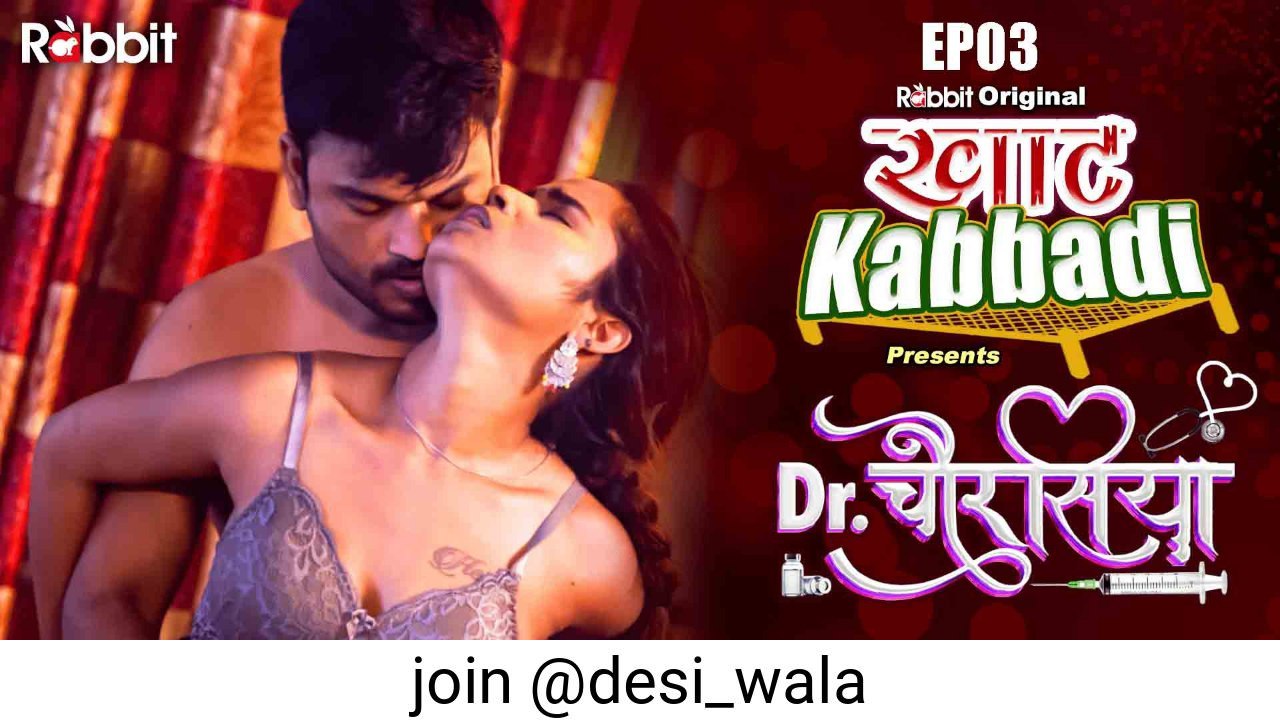 Rabbit
EP03
Rabbit Original
खाट
Kabbadi
Presents
Dr. चौरसिया
join @desi_wala